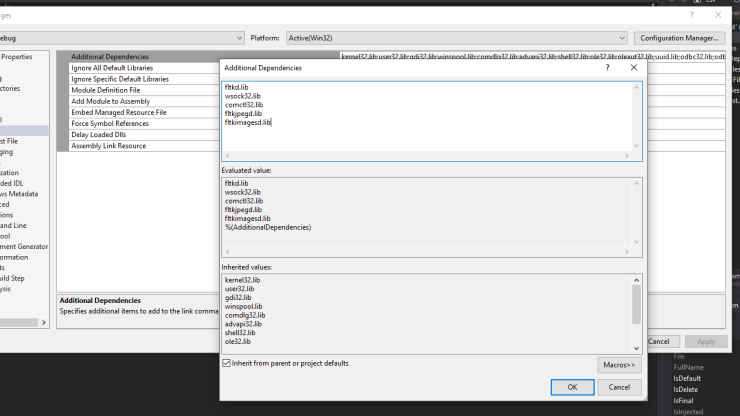 ges
? ×
ebug
Platform:
Active(Win32)
Configuration Manager...
Properties
ctories
st File
ging
zation
ded IDL
ws Metadata
ced
ions
and Line
ool
ment Generator
ormation
ts
uild Step
ysis
Additional Dependencies
kernel32.lib;user32.lib;gdi32.lib;winspool.lib;comdlg32.lib;advapi32.lib;shell32.lib;ole32.lib;oleaut32.lib;uuid.lib;odbc32.lib;odb
Ignore All Default Libraries
Ignore Specific Default Libraries
Module Definition File
Add Module to Assembly
Embed Managed Resource File
Force Symbol References
Delay Loaded Dlls
Assembly Link Resource
Additional Dependencies
Specifies additional items to add to the link comma
Additional Dependencies
? ×
fltkd.lib
wsock32.lib
comctl32.lib
fltkjpegd.lib
fltkimagesd.lib
Evaluated value:
fltkd.lib
wsock32.lib
comctl32.lib
fltkjpegd.lib
fltkimagesd.lib
%(AdditionalDependencies)
Inherited values:
kernel32.lib
user32.lib
gdi32.lib
winspool.lib
comdlg32.lib
advapi32.lib
shell32.lib
ole32.lib
Inherit from parent or project defaults
Macros>>
OK
Cancel
Cancel
Apply
File
FullName
IsDefault
IsDelete
IsFinal
IsInjected